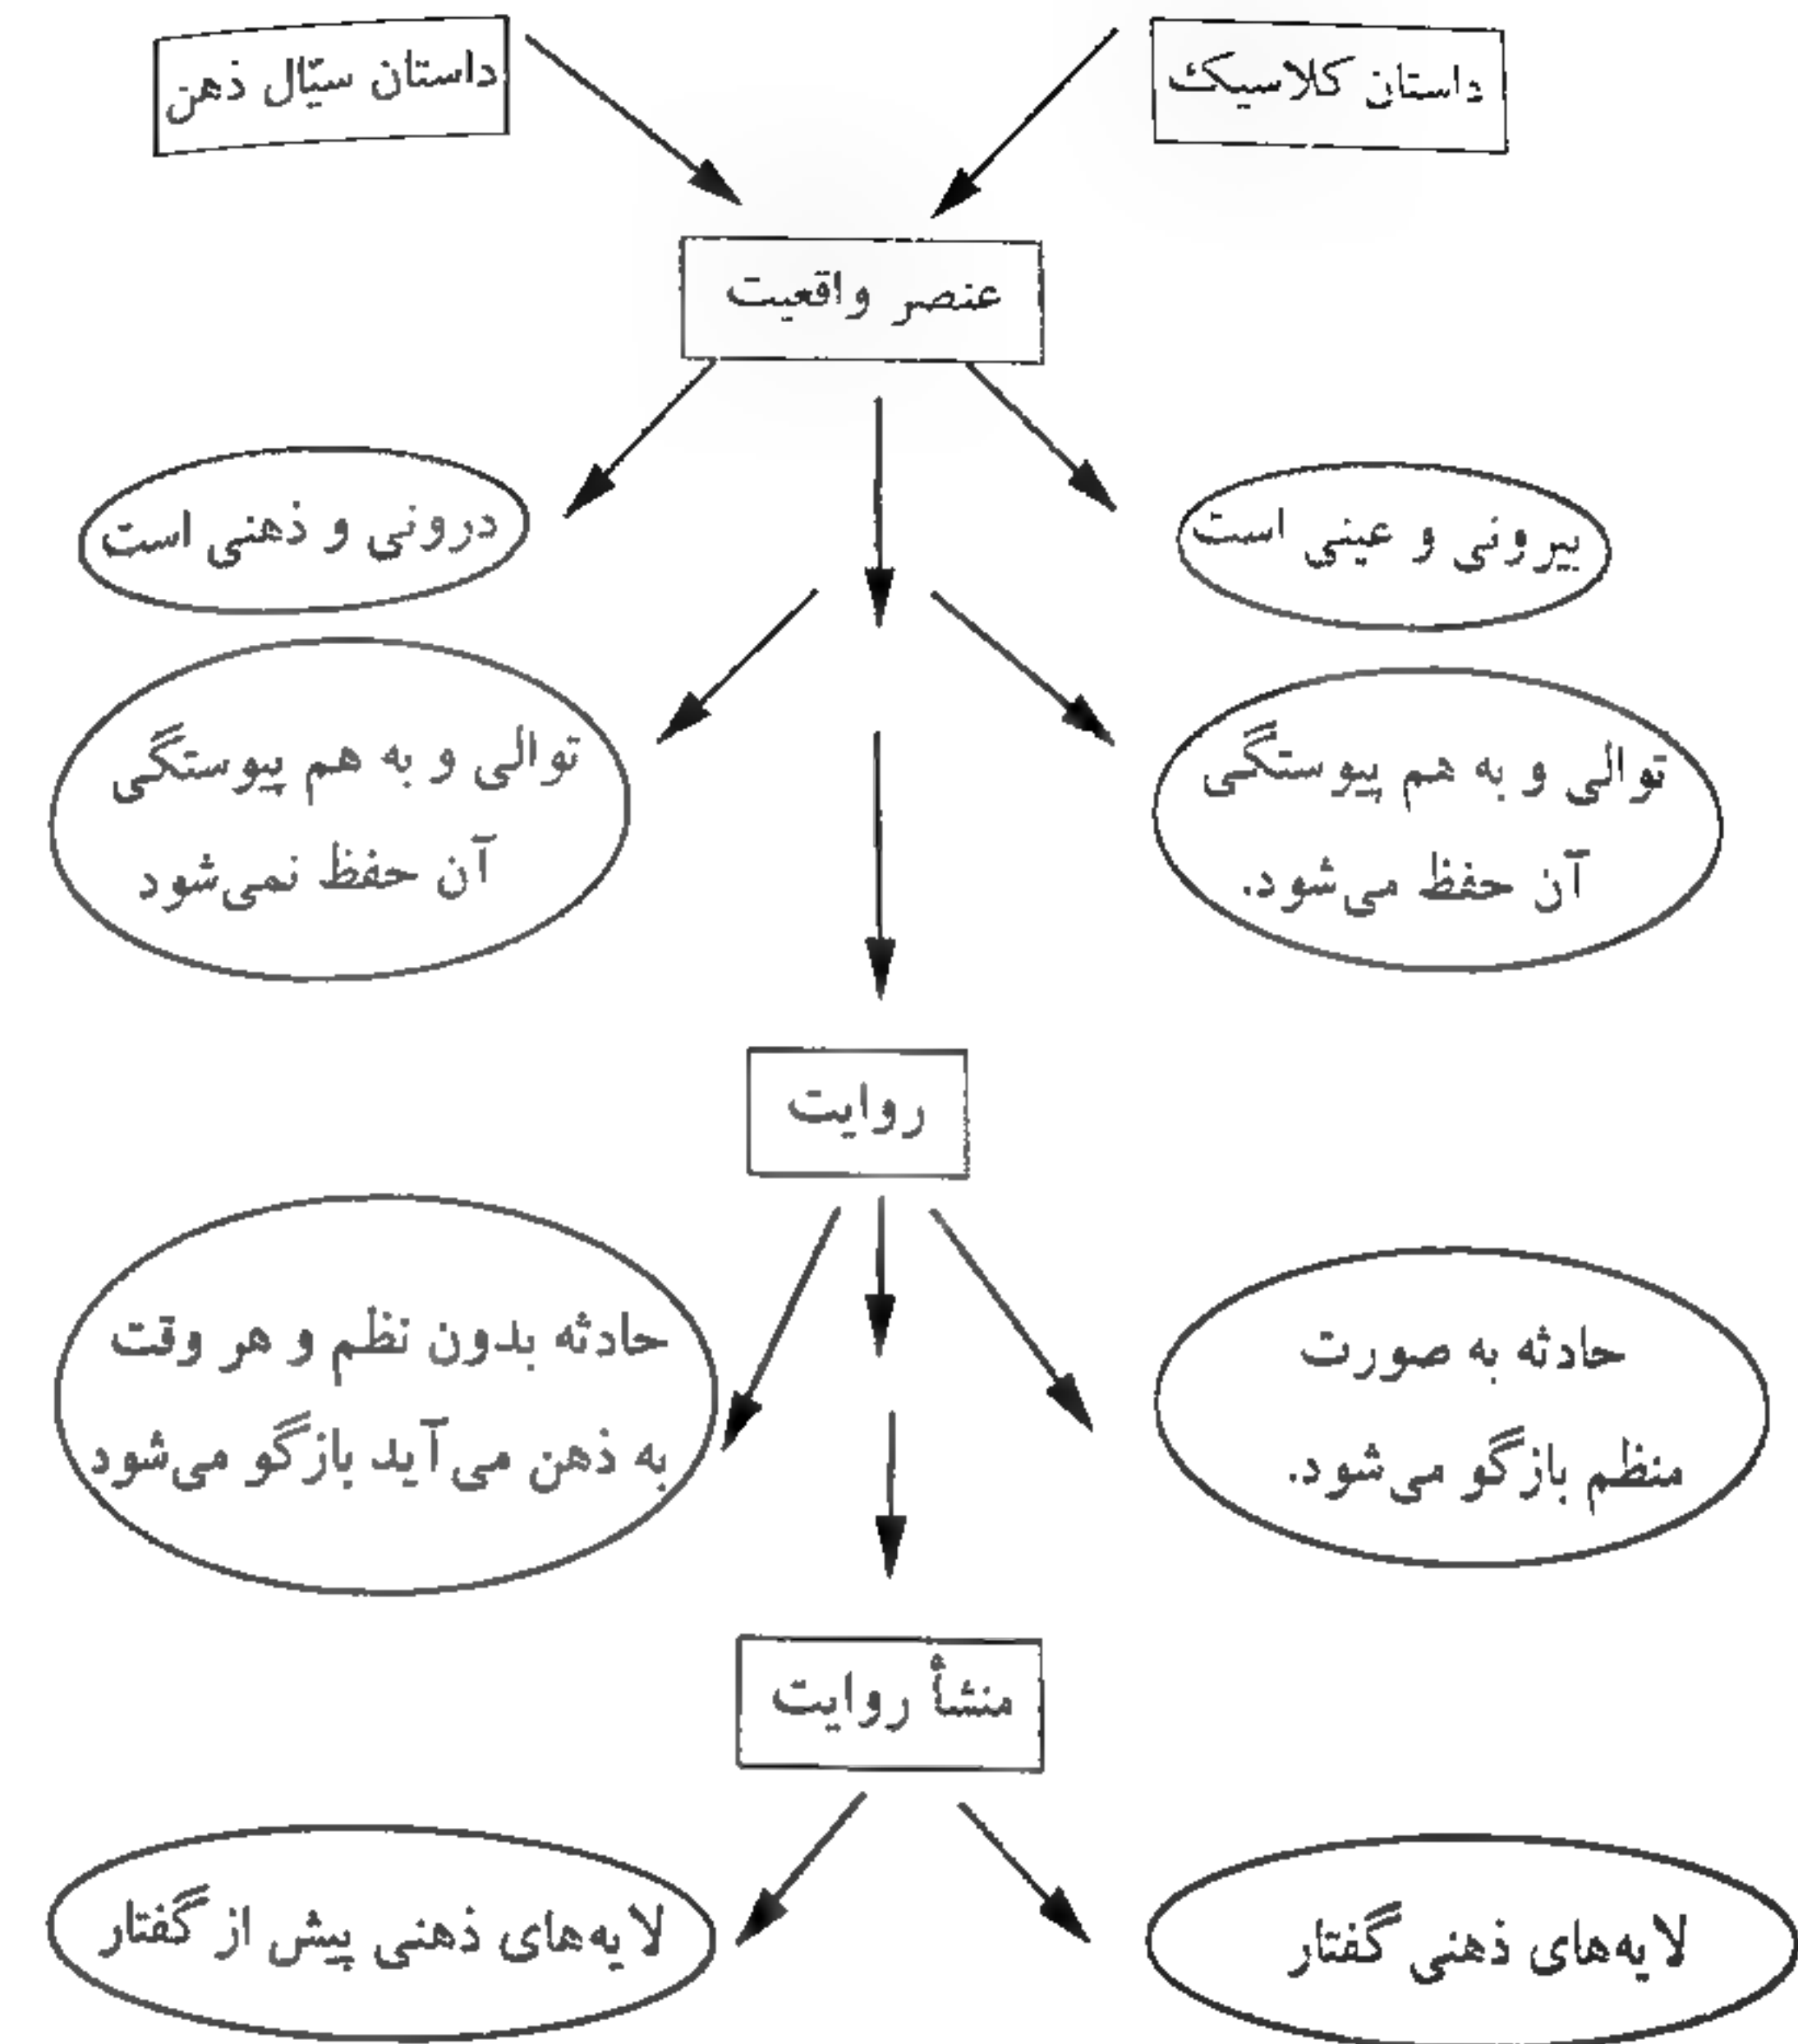 داستان کلاسیک
داستان سیّال ذهن
عنصر واقعیت
بیرونی و عینی است
درونی و ذهنی است
توالی و به هم پیوستگی
آن حفظ می‌شود.
توالی و به هم پیوستگی
آن حفظ نمی‌شود
روایت
حادثه به صورت
منظم بازگو می‌شود.
حادثه بدون نظم و هر وقت
به ذهن می‌آید بازگو می‌شود
منشأ روایت
لایه‌های ذهنی گفتار
لایه‌های ذهنی پیش از گفتار